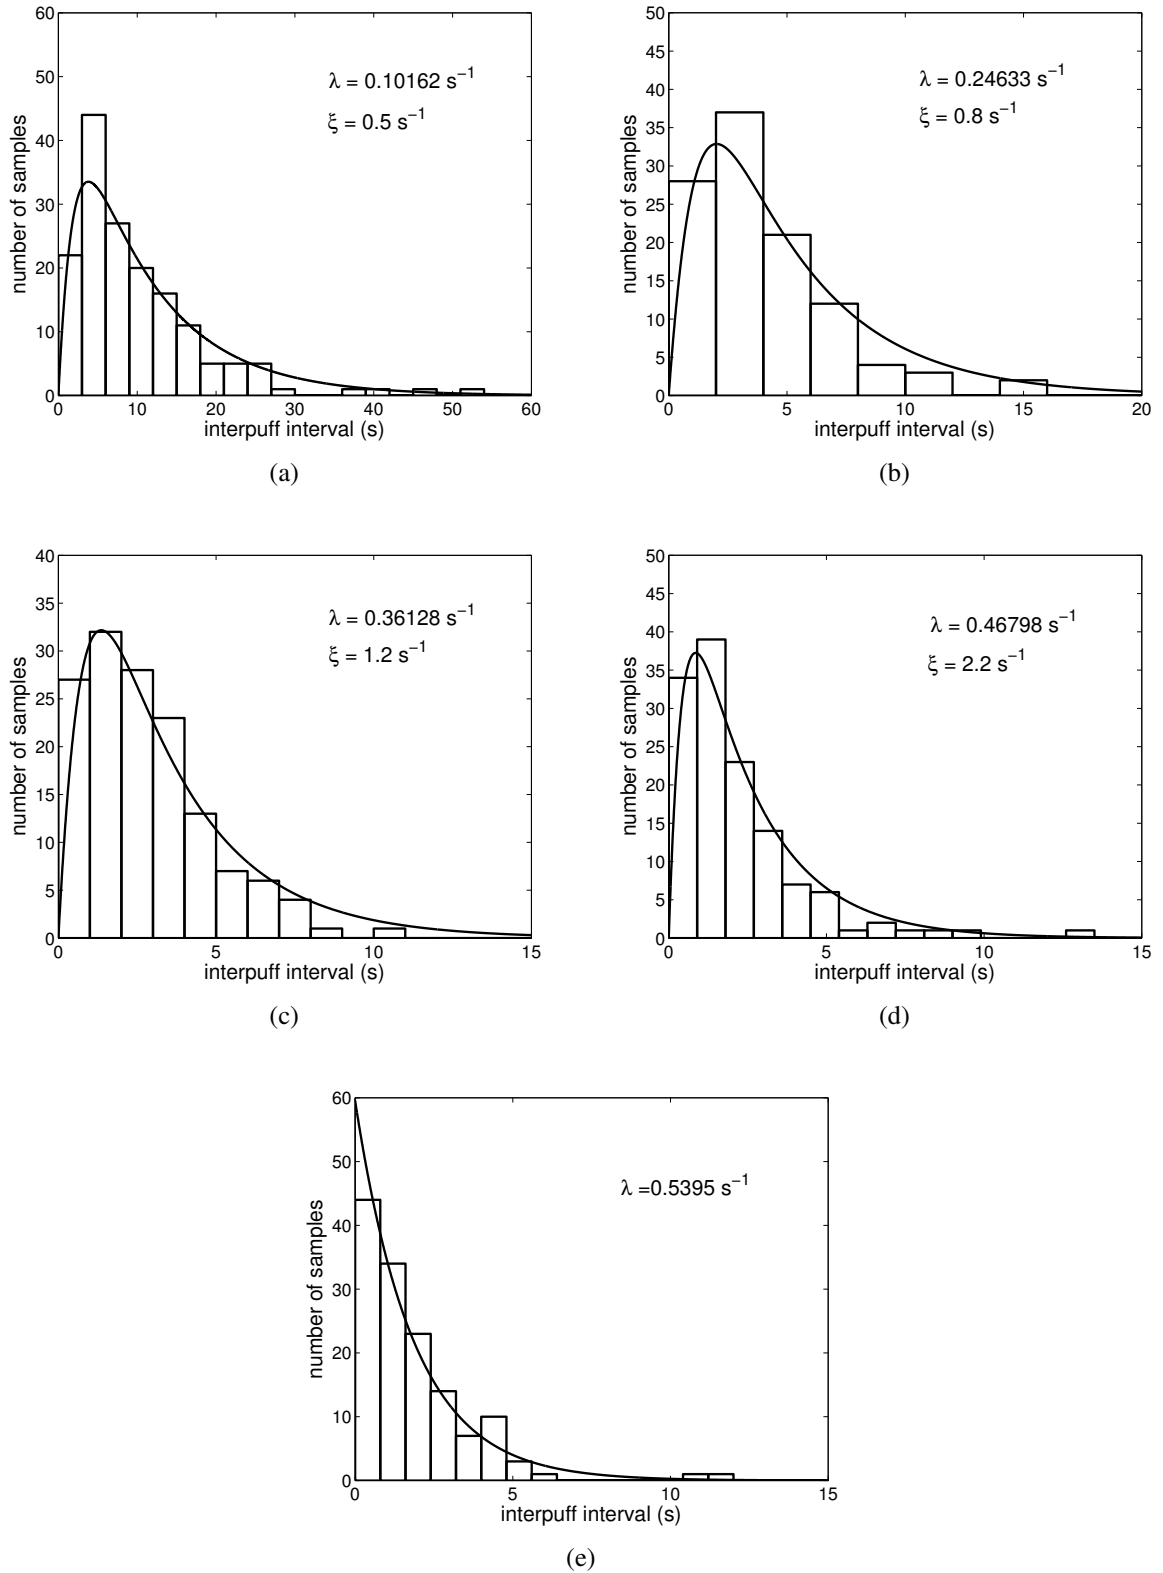 60
50
40
30
20
10
0
number of samples
λ = 0.10162 s⁻¹
ξ = 0.5 s⁻¹
0 10 20 30 40 50 60
interpuff interval (s)
(a)
50
45
40
35
30
25
20
15
10
5
0
number of samples
λ = 0.24633 s⁻¹
ξ = 0.8 s⁻¹
0 5 10 15 20
interpuff interval (s)
(b)
40
35
30
25
20
15
10
5
0
number of samples
λ = 0.36128 s⁻¹
ξ = 1.2 s⁻¹
0 5 10 15
interpuff interval (s)
(c)
50
45
40
35
30
25
20
15
10
5
0
number of samples
λ = 0.46798 s⁻¹
ξ = 2.2 s⁻¹
0 5 10 15
interpuff interval (s)
(d)
60
50
40
30
20
10
0
number of samples
λ =0.5395 s⁻¹
0 5 10 15
interpuff interval (s)
(e)